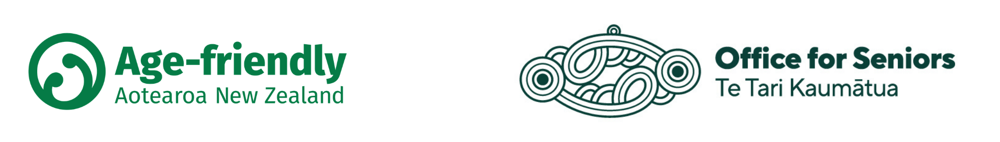 Age-friendly
Aotearoa New Zealand
Office for Seniors
Te Tari Kaumātua